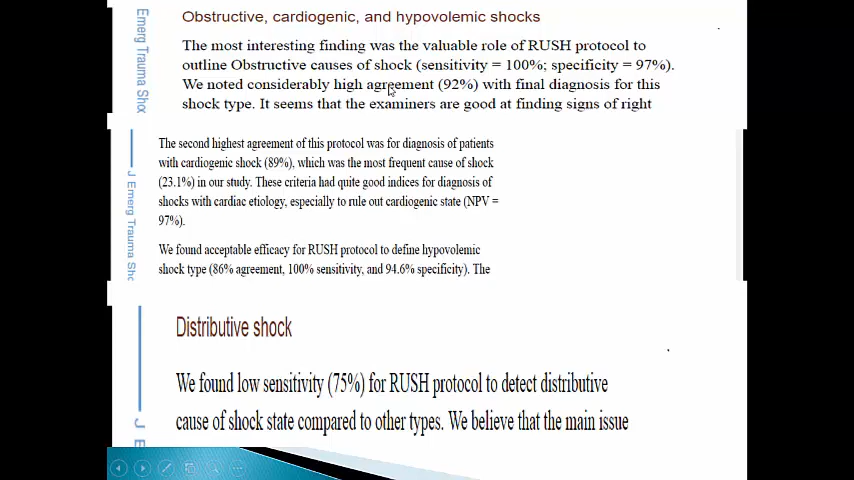 Obstructive, cardiogenic, and hypovolemic shocks
The most interesting finding was the valuable role of RUSH protocol to
outline Obstructive causes of shock (sensitivity = 100%; specificity = 97%).
We noted considerably high agreement (92%) with final diagnosis for this
shock type. It seems that the examiners are good at finding signs of right
Emerg Trauma Shoc
The second highest agreement of this protocol was for diagnosis of patients
with cardiogenic shock (89%), which was the most frequent cause of shock
(23.1%) in our study. These criteria had quite good indices for diagnosis of
shocks with cardiac etiology, especially to rule out cardiogenic state (NPV =
97%).
We found acceptable efficacy for RUSH protocol to define hypovolemic
shock type (86% agreement, 100% sensitivity, and 94.6% specificity). The
J Emerg Trauma Shc
Distributive shock
We found low sensitivity (75%) for RUSH protocol to detect distributive
cause of shock state compared to other types. We believe that the main issue
J E